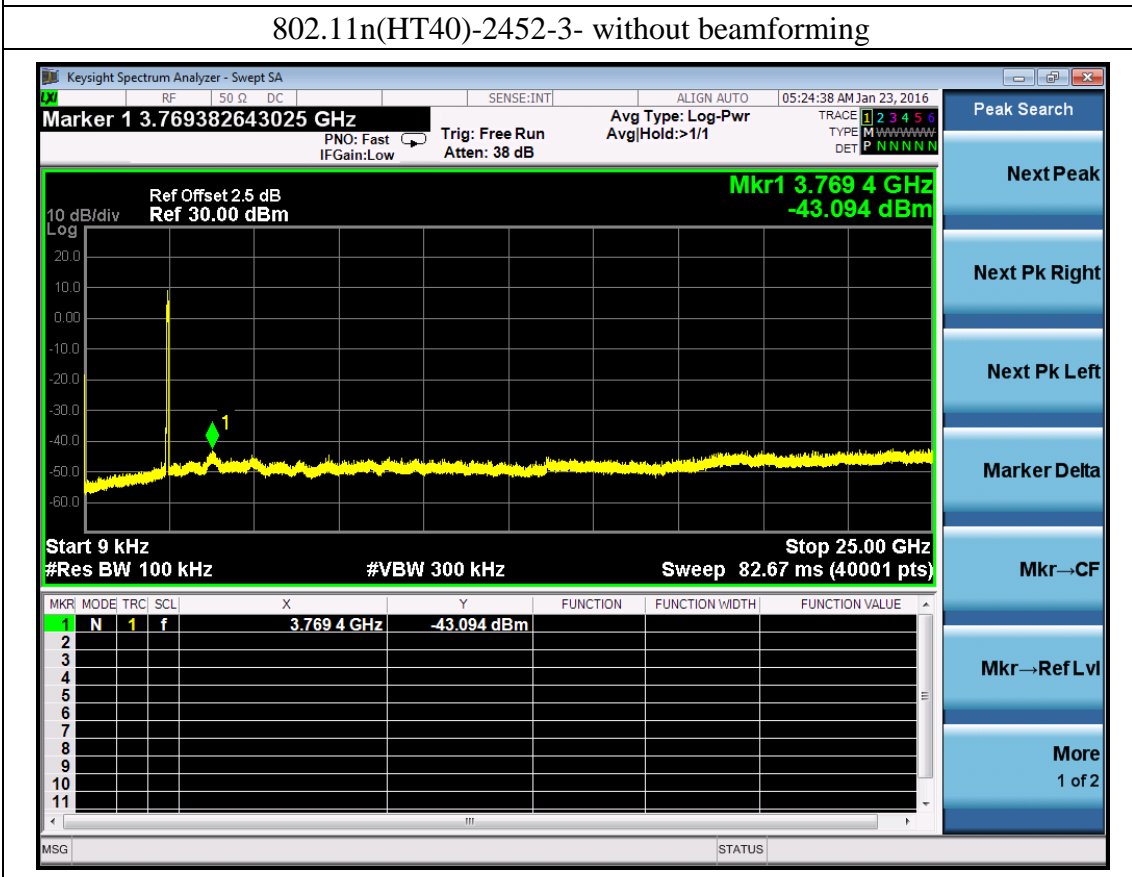 802.11n(HT40)-2452-3- without beamforming
Keysight Spectrum Analyzer - Swept SA
LXI RF 50 Ω DC SENSE:INT ALIGN AUTO 05:24:38 AM Jan 23, 2016
Marker 1 3.769382643025 GHz
PNO: Fast
IFGain:Low
Trig: Free Run
Atten: 38 dB
Avg Type: Log-Pwr
Avg|Hold:>1/1
TRACE 1 2 3 4 5 6
TYPE M WWWWW
DET P N N N N N
Peak Search
Next Peak
Next Pk Right
Next Pk Left
Marker Delta
Mkr→CF
Mkr→Ref Lvl
More
1 of 2
Mkr1 3.769 4 GHz
-43.094 dBm
Ref Offset 2.5 dB
10 dB/div Ref 30.00 dBm
Log
20.0
10.0
0.00
-10.0
-20.0
-30.0
-40.0
-50.0
-60.0
1
Start 9 kHz Stop 25.00 GHz
#Res BW 100 kHz #VBW 300 kHz Sweep 82.67 ms (40001 pts)
MKR MODE TRC SCL X Y FUNCTION FUNCTION WIDTH FUNCTION VALUE
1 N 1 f 3.769 4 GHz -43.094 dBm
2
3
4
5
6
7
8
9
10
11
MSG STATUS